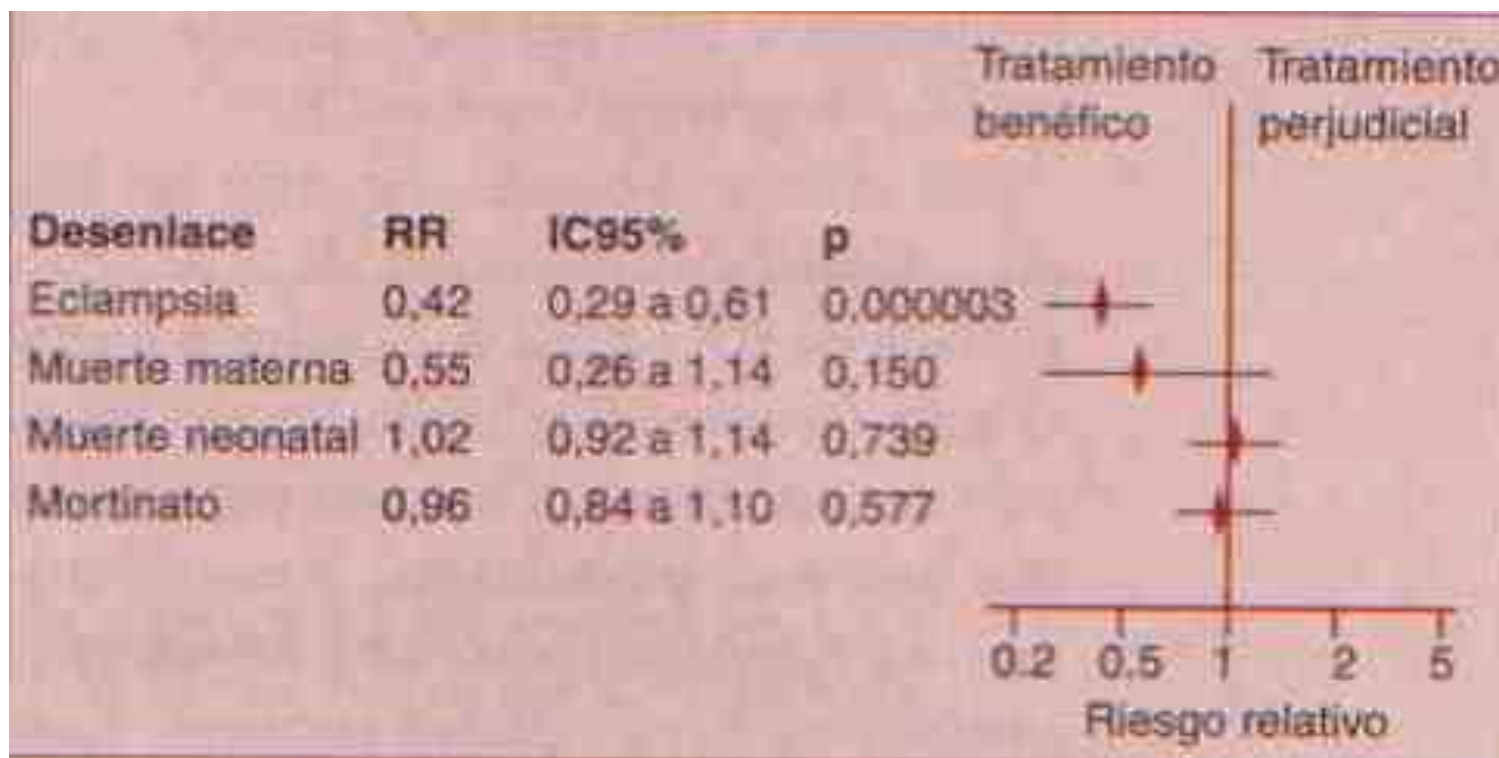 Tratamiento benéfico
Tratamiento perjudicial
Desenlace RR IC95% p
Eclampsia 0,42 0,29 a 0,61 0.000003
Muerte materna 0,55 0,26 a 1,14 0,150
Muerte neonatal 1,02 0,92 a 1,14 0,739
Mortinato 0,96 0,84 a 1,10 0,577
0.2 0.5 1 2 5
Riesgo relativo